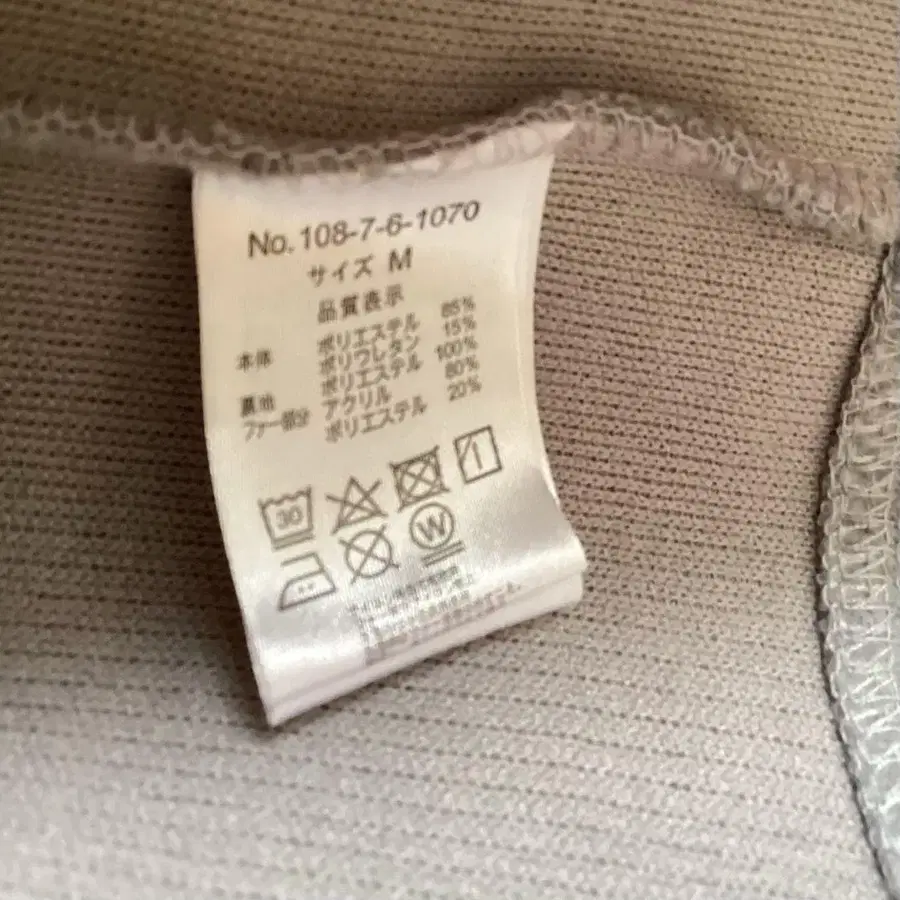 No.108-7-6-1070
サイズ M
品質表示
本体 ポリエステル 85%
ポリウレタン 15%
裏地 ポリエステル 100%
ファー部分 アクリル 80%
ポリエステル 20%
30
W